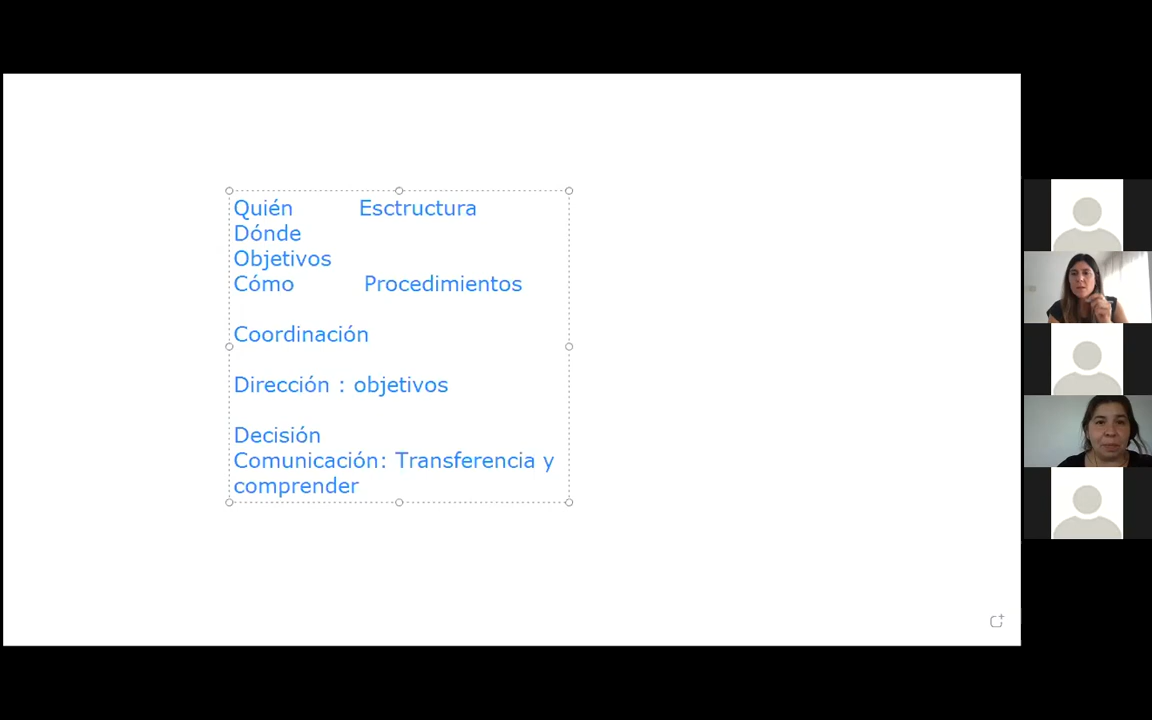 Quién Esctructura
Dónde
Objetivos
Cómo Procedimientos
Coordinación
Dirección : objetivos
Decisión
Comunicación: Transferencia y
comprender